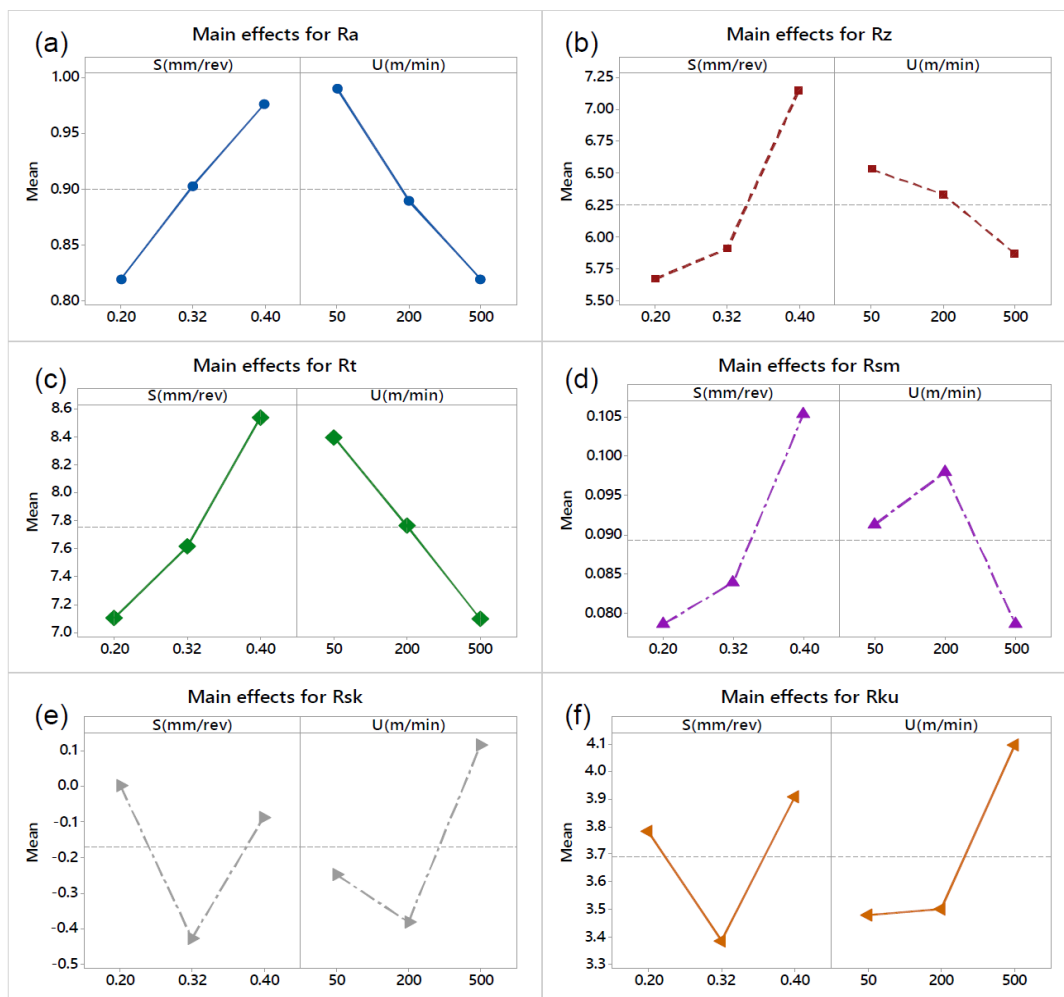 (a)
Main effects for Ra
S(mm/rev) U(m/min)
1.00
0.95
0.90
0.85
0.80
Mean
0.20 0.32 0.40 50 200 500
(b)
Main effects for Rz
S(mm/rev) U(m/min)
7.25
7.00
6.75
6.50
6.25
6.00
5.75
5.50
Mean
0.20 0.32 0.40 50 200 500
(c)
Main effects for Rt
S(mm/rev) U(m/min)
8.6
8.4
8.2
8.0
7.8
7.6
7.4
7.2
7.0
Mean
0.20 0.32 0.40 50 200 500
(d)
Main effects for Rsm
S(mm/rev) U(m/min)
0.105
0.100
0.095
0.090
0.085
0.080
Mean
0.20 0.32 0.40 50 200 500
(e)
Main effects for Rsk
S(mm/rev) U(m/min)
0.1
0.0
-0.1
-0.2
-0.3
-0.4
-0.5
Mean
0.20 0.32 0.40 50 200 500
(f)
Main effects for Rku
S(mm/rev) U(m/min)
4.1
4.0
3.9
3.8
3.7
3.6
3.5
3.4
3.3
Mean
0.20 0.32 0.40 50 200 500